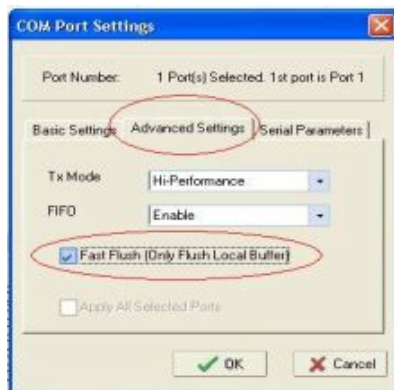 COM Port Settings
Port Number: 1 Port(s) Selected. 1st port is Port 1
Basic Settings Advanced Settings Serial Parameters
Tx Mode Hi-Performance
FIFO Enable
Fast Flush (Only Flush Local Buffer)
Apply All Selected Ports
OK Cancel